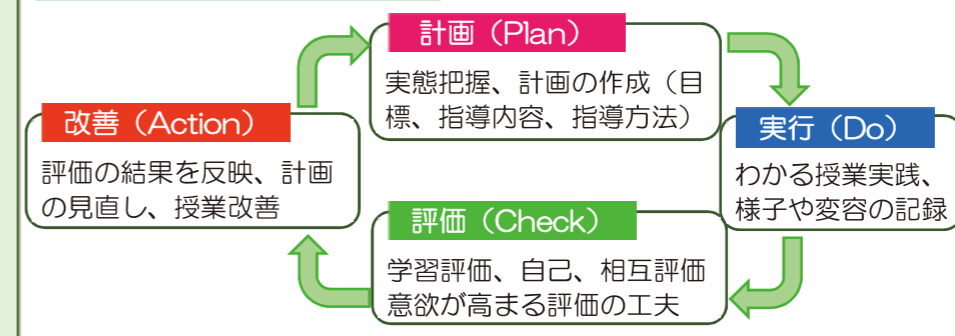 計画（Plan）
実態把握、計画の作成（目
標、指導内容、指導方法）
実行（Do）
わかる授業実践、
様子や変容の記録
評価（Check）
学習評価、自己、相互評価
意欲が高まる評価の工夫
改善（Action）
評価の結果を反映、計画
の見直し、授業改善